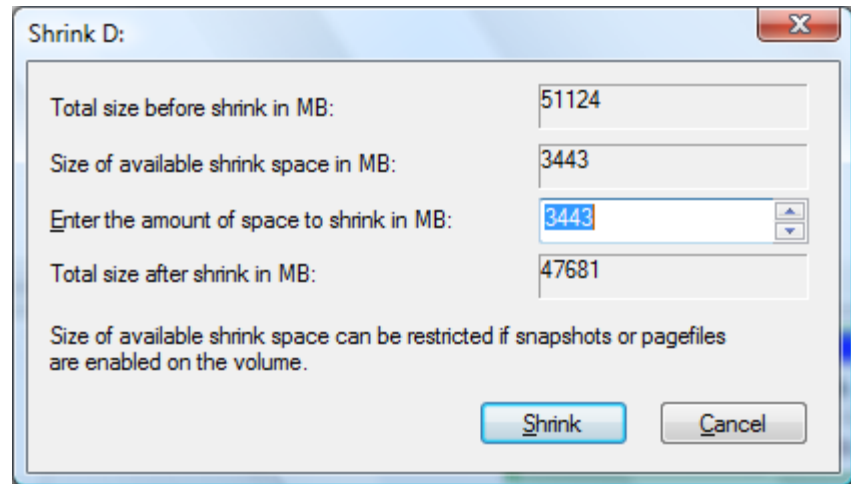 Shrink D:
Total size before shrink in MB: 51124
Size of available shrink space in MB: 3443
Enter the amount of space to shrink in MB: 3443
Total size after shrink in MB: 47681
Size of available shrink space can be restricted if snapshots or pagefiles
are enabled on the volume.
Shrink Cancel